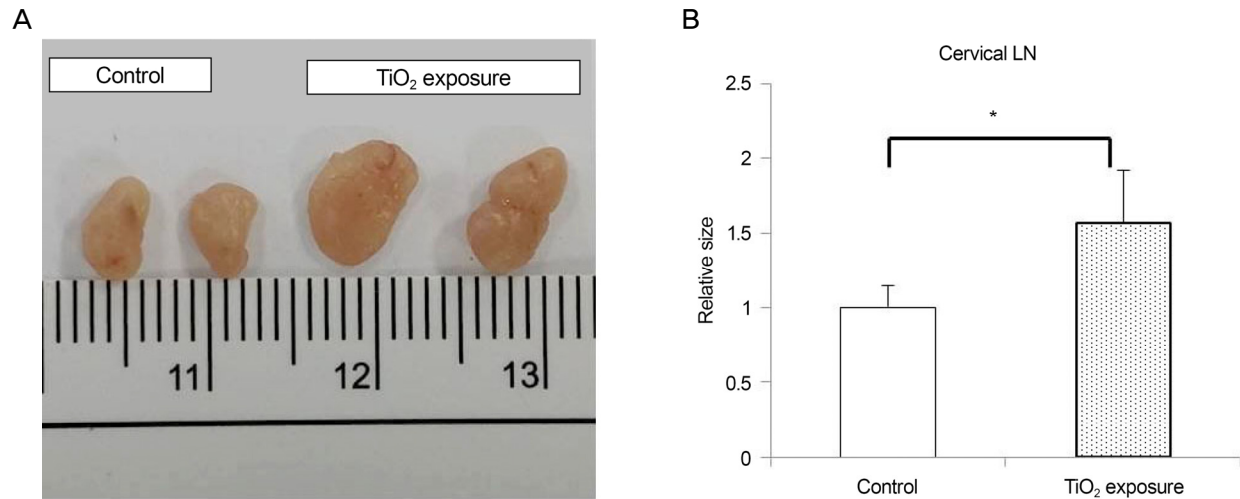 A
Control
TiO₂ exposure
11
12
13
B
Cervical LN
*
Relative size
2.5
2
1.5
1
0.5
0
Control
TiO₂ exposure